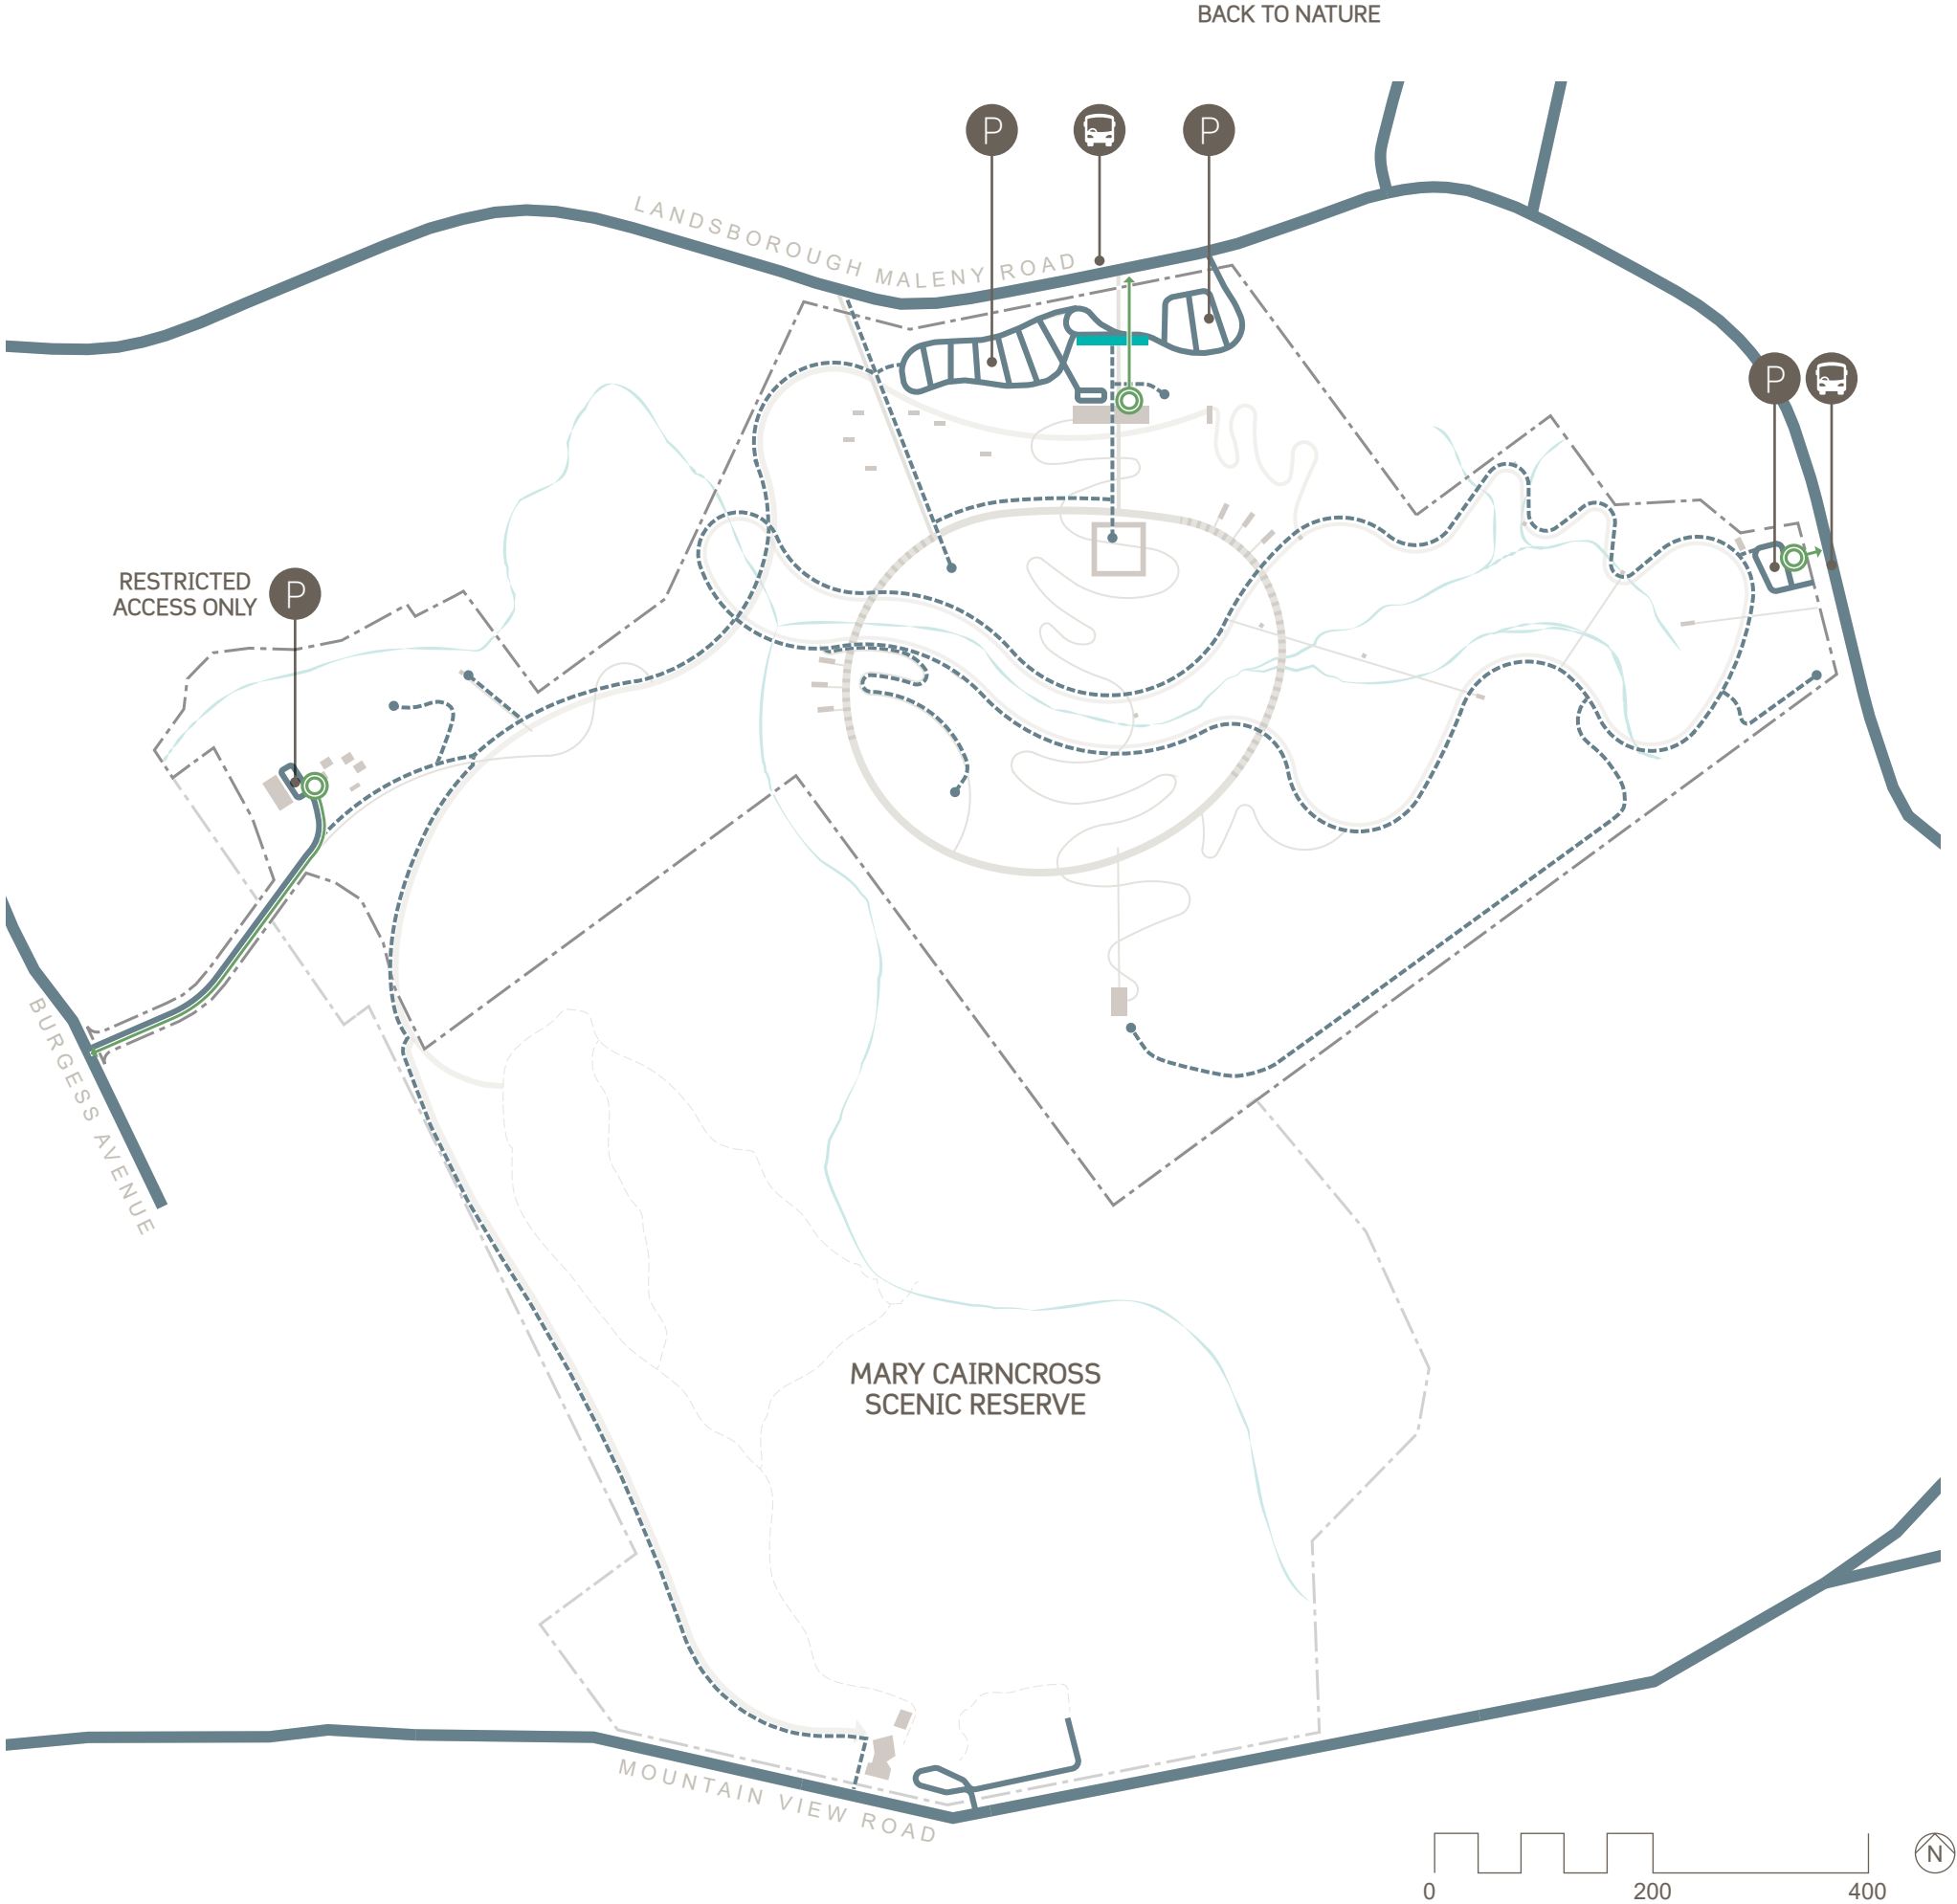 BACK TO NATURE
P
P
LANDSBOROUGH MALENY ROAD
P
RESTRICTED
ACCESS ONLY
P
BURGESS AVENUE
MARY CAIRNCROSS
SCENIC RESERVE
MOUNTAIN VIEW ROAD
N
0 200 400